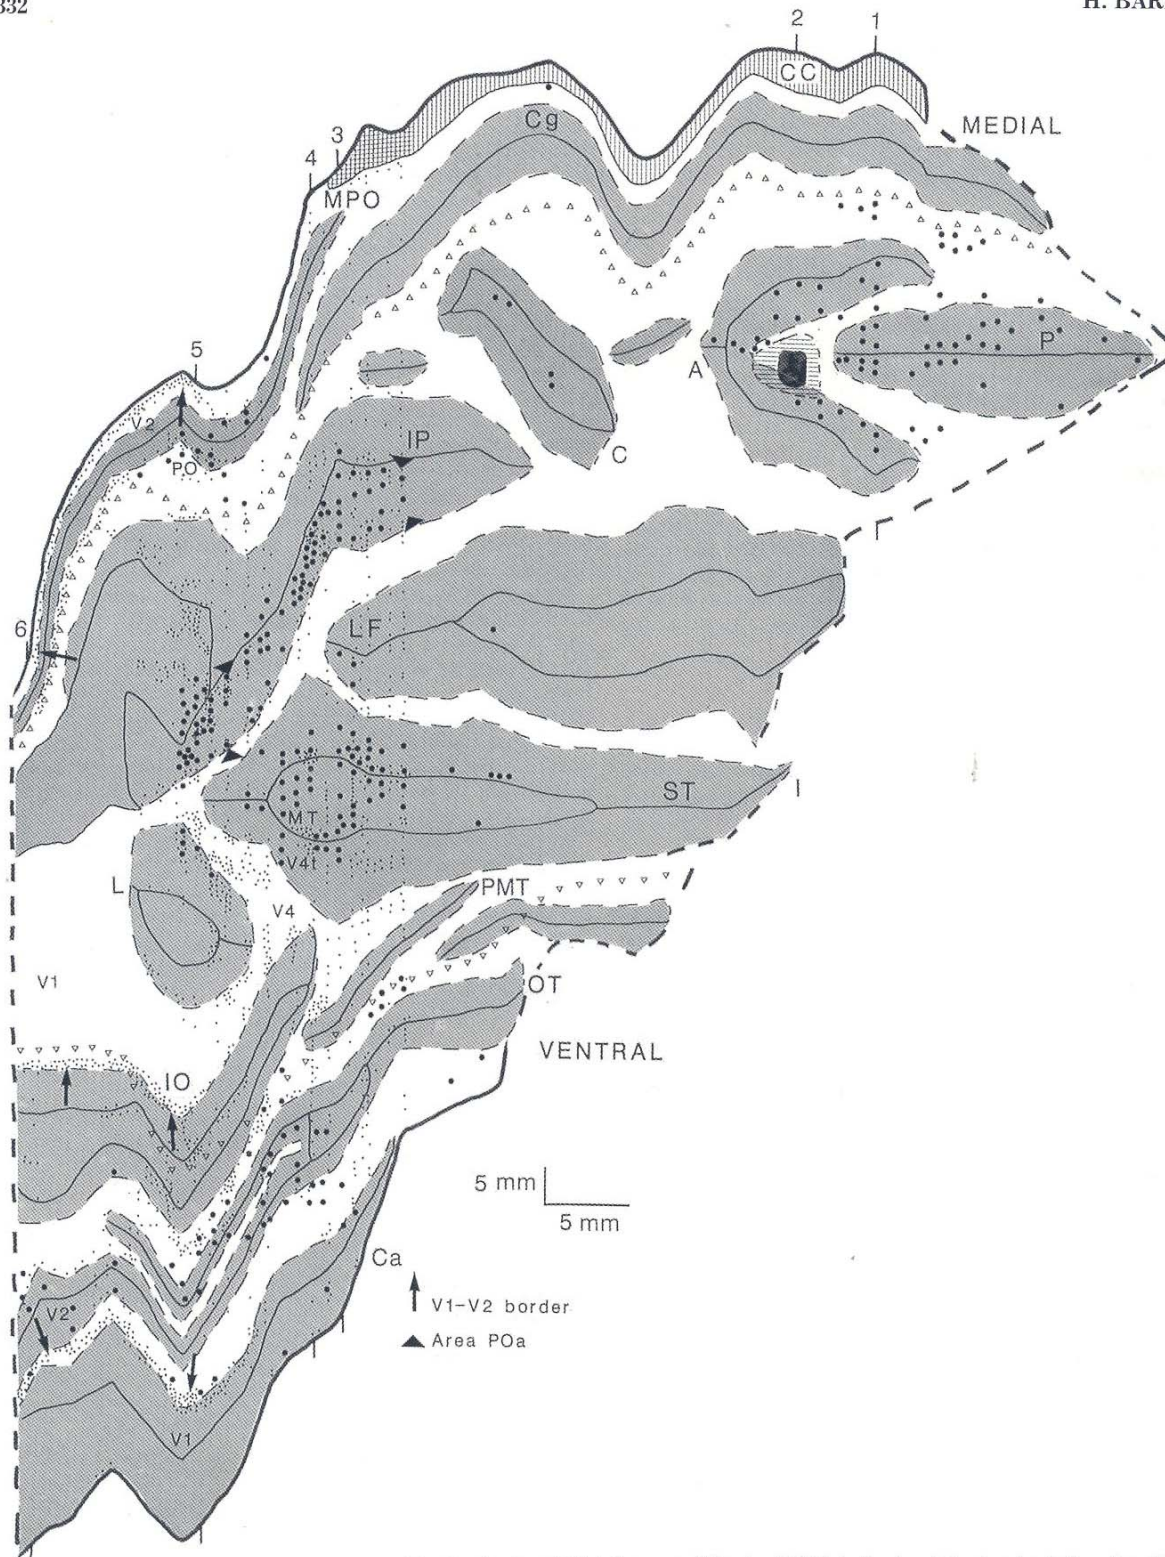 332
H. BAR
2
1
CC
MEDIAL
Cg
3
4
MPO
5
V2
PO
IP
A
P
C
6
LF
ST
MT
V4t
L
PMT
V4
V1
OT
VENTRAL
IO
5 mm
5 mm
Ca
V1-V2 border
V2
Area POa
V1